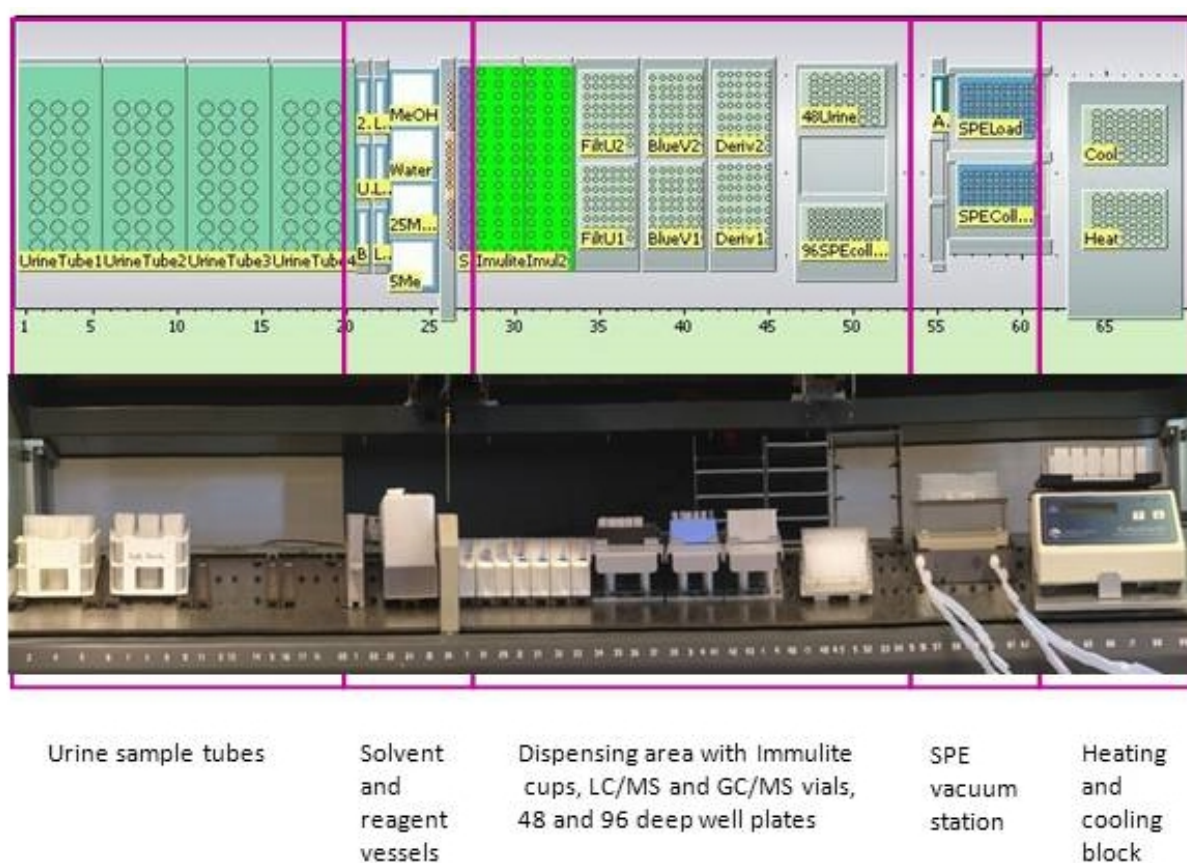 2.
L..
MeOH
48Urine
A.
SPELoad
FiltU2
BlueV2
Deriv2
Cool
U.
L..
Water
25M...
SPEColl...
UrineTube1
UrineTube2
UrineTube3
UrineTube4
B
L..
5Me
S
Immulite
Imul2
FiltU1
BlueV1
Deriv1
96SPEcoll...
Heat
1 5 10 15 20 25 30 35 40 45 50 55 60 65
Urine sample tubes
Solvent
and
reagent
vessels
Dispensing area with Immulite
cups, LC/MS and GC/MS vials,
48 and 96 deep well plates
SPE
vacuum
station
Heating
and
cooling
block